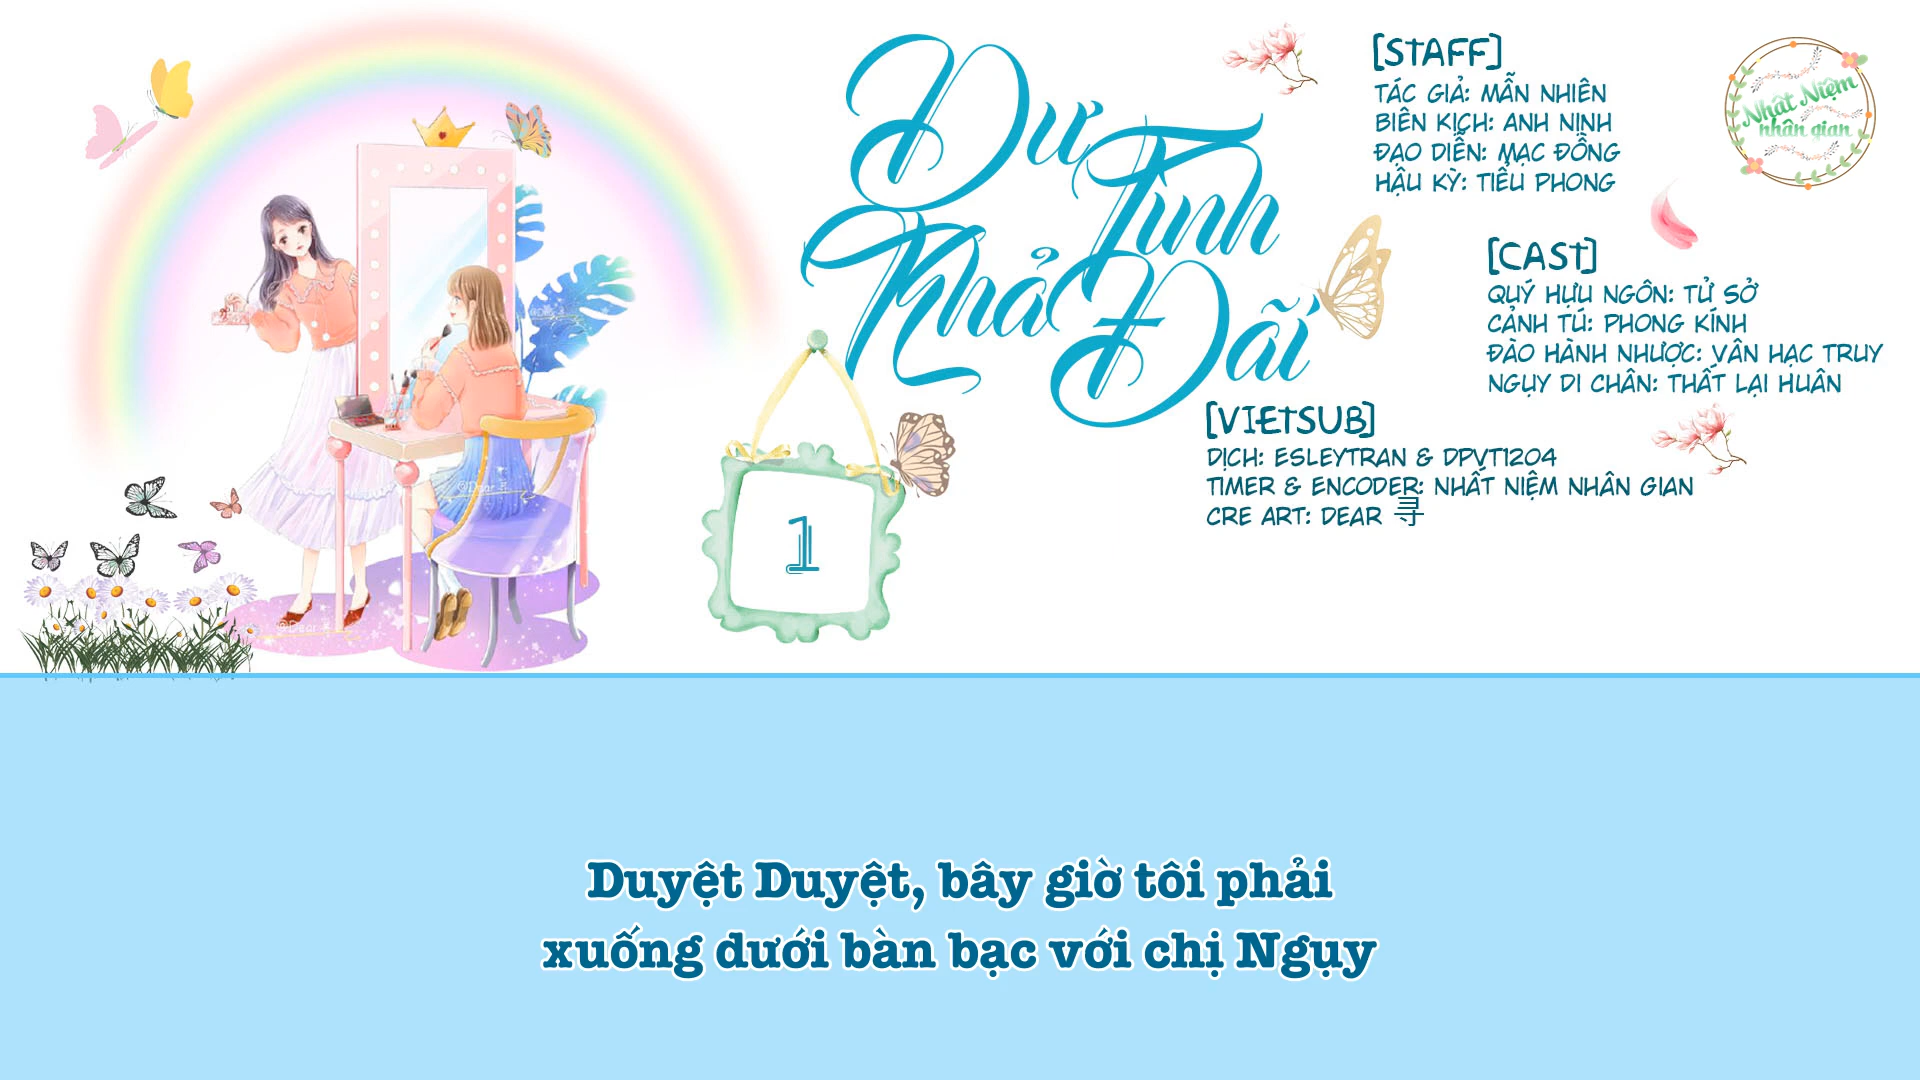 Dư Tình
Khả Đãi
1
[STAFF]
TÁC GIẢ: MẪN NHIÊN
BIÊN KỊCH: ANH NINH
ĐẠO DIỄN: MẠC ĐỒNG
HẬU KỲ: TIỂU PHONG
Nhất Niệm
nhân gian
[CAST]
QUÝ HỰU NGÔN: TỬ SỞ
CẢNH TÚ: PHONG KÍNH
ĐÀO HÀNH NHƯỢC: VÂN HẠC TRUY
NGỤY DI CHÂN: THẤT LẠI HUÂN
[VIETSUB]
DỊCH: ESLEYTRAN & DPVT1204
TIMER & ENCODER: NHẤT NIỆM NHÂN GIAN
CRE ART: DEAR 寻
Duyệt Duyệt, bây giờ tôi phải
xuống dưới bàn bạc với chị Ngụy